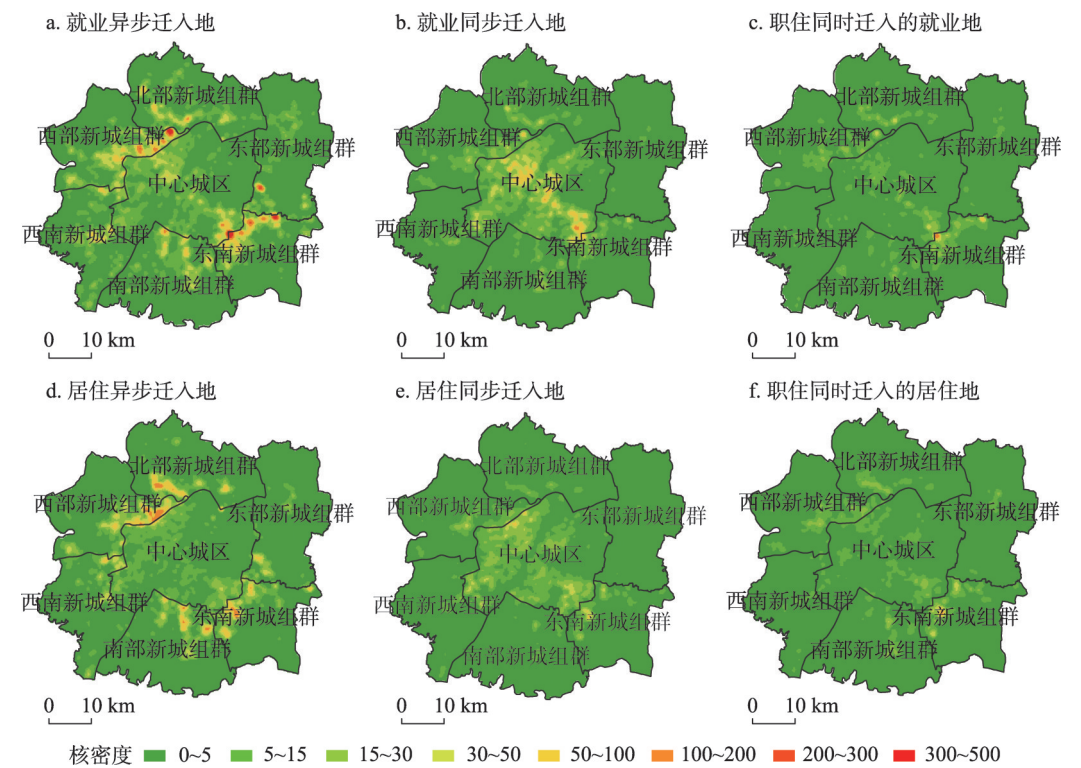 a. 就业异步迁入地
b. 就业同步迁入地
c. 职住同时迁入的就业地
北部新城组群
西部新城组群
东部新城组群
中心城区
西南新城组群
东南新城组群
南部新城组群
0 10 km
北部新城组群
西部新城组群
东部新城组群
中心城区
西南新城组群
东南新城组群
南部新城组群
0 10 km
北部新城组群
西部新城组群
东部新城组群
中心城区
西南新城组群
东南新城组群
南部新城组群
0 10 km
d. 居住异步迁入地
e. 居住同步迁入地
f. 职住同时迁入的居住地
北部新城组群
西部新城组群
东部新城组群
中心城区
西南新城组群
东南新城组群
南部新城组群
0 10 km
北部新城组群
西部新城组群
东部新城组群
中心城区
西南新城组群
东南新城组群
南部新城组群
0 10 km
北部新城组群
西部新城组群
东部新城组群
中心城区
西南新城组群
东南新城组群
南部新城组群
0 10 km
核密度 0~5 5~15 15~30 30~50 50~100 100~200 200~300 300~500